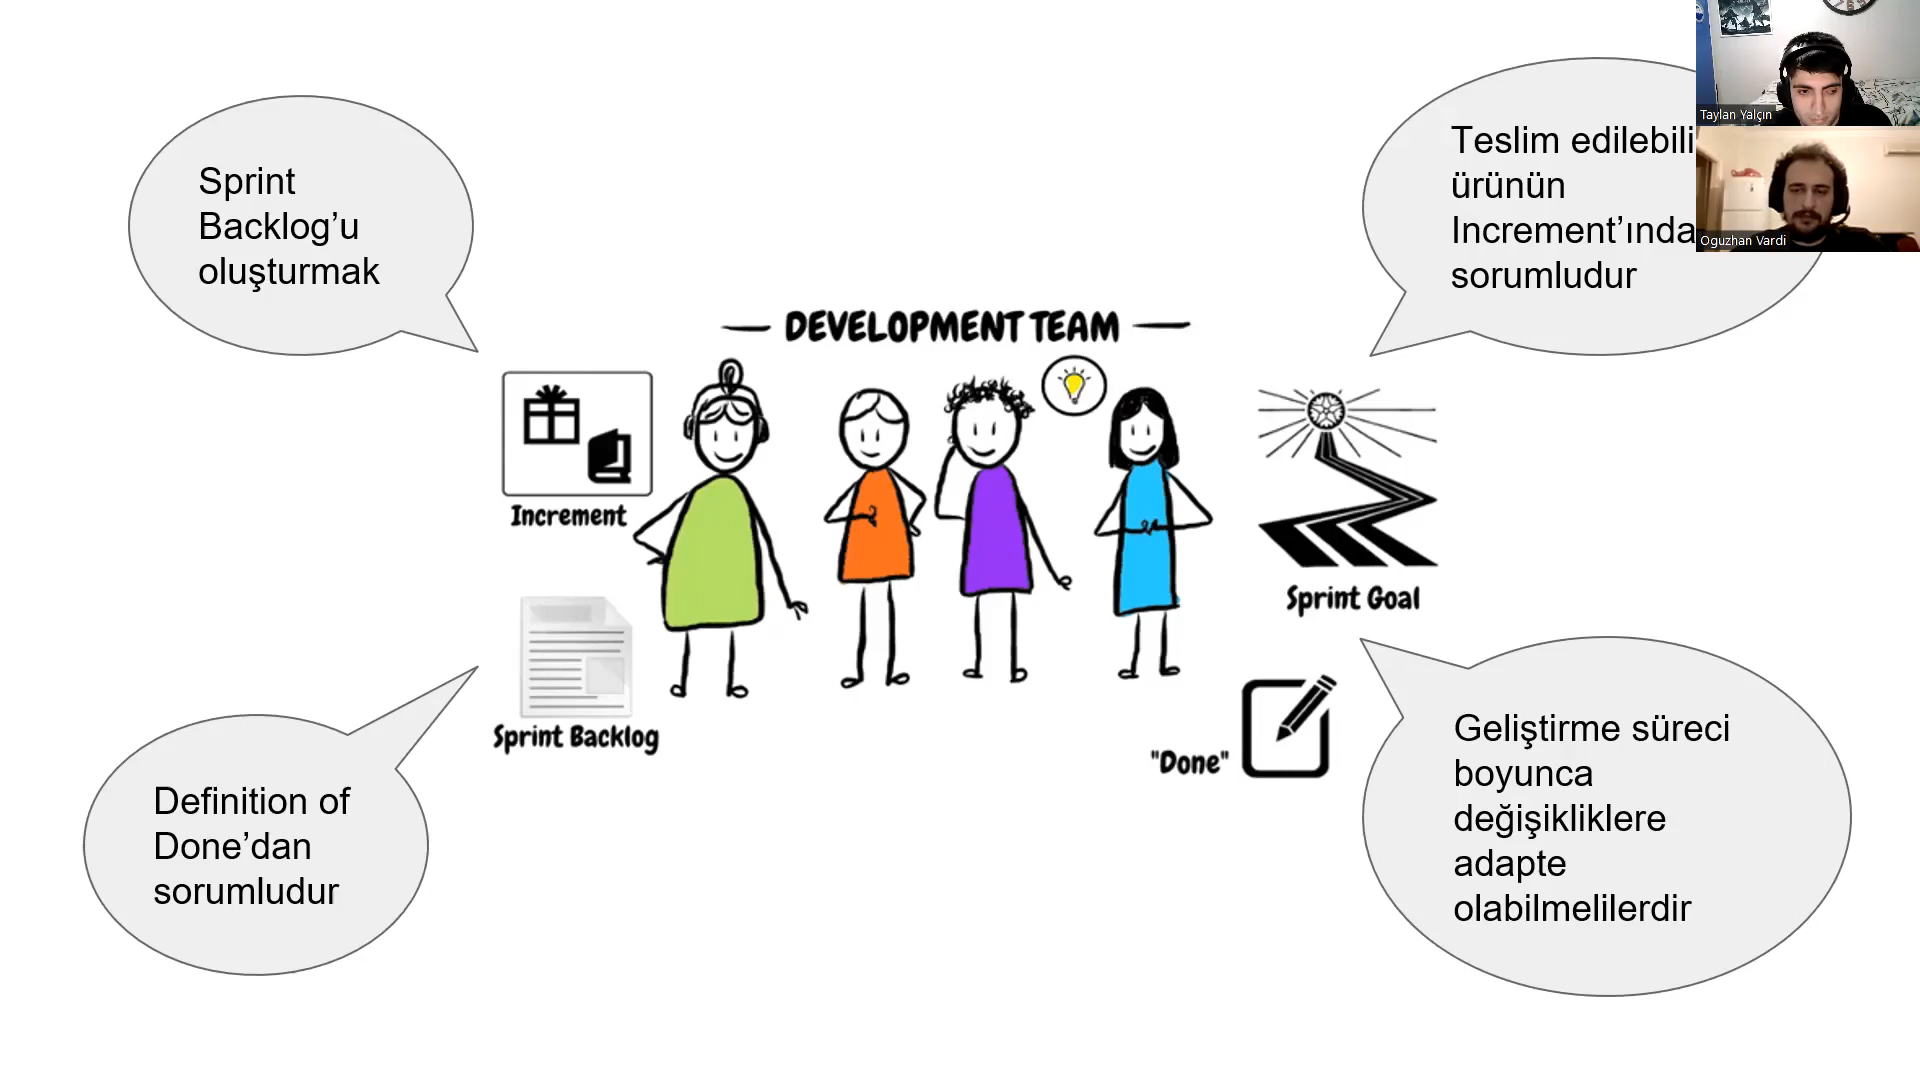 Sprint
Backlog’u
oluşturmak
Teslim edilebili
ürünün
Increment’ında
sorumludur
Taylan Yalçın
Oguzhan Vardi
DEVELOPMENT TEAM
Increment
Sprint Backlog
Sprint Goal
"Done"
Definition of
Done’dan
sorumludur
Geliştirme süreci
boyunca
değişikliklere
adapte
olabilmelilerdir